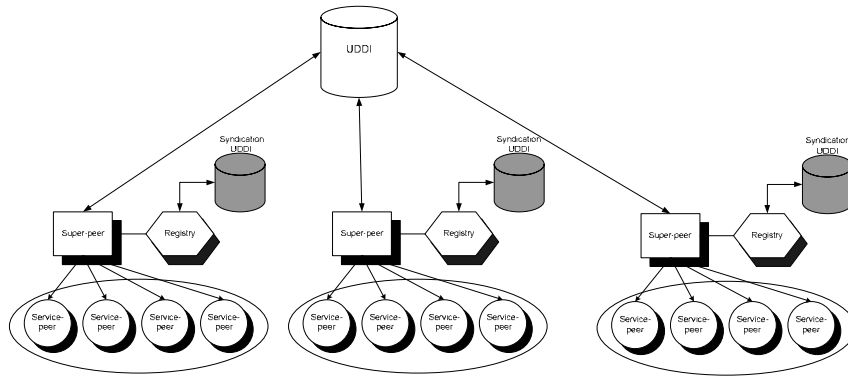 UDDI
Syndication
UDDI
Syndication
UDDI
Syndication
UDDI
Super-peer
Registry
Super-peer
Registry
Super-peer
Registry
Service-
peer
Service-
peer
Service-
peer
Service-
peer
Service-
peer
Service-
peer
Service-
peer
Service-
peer
Service-
peer
Service-
peer
Service-
peer
Service-
peer